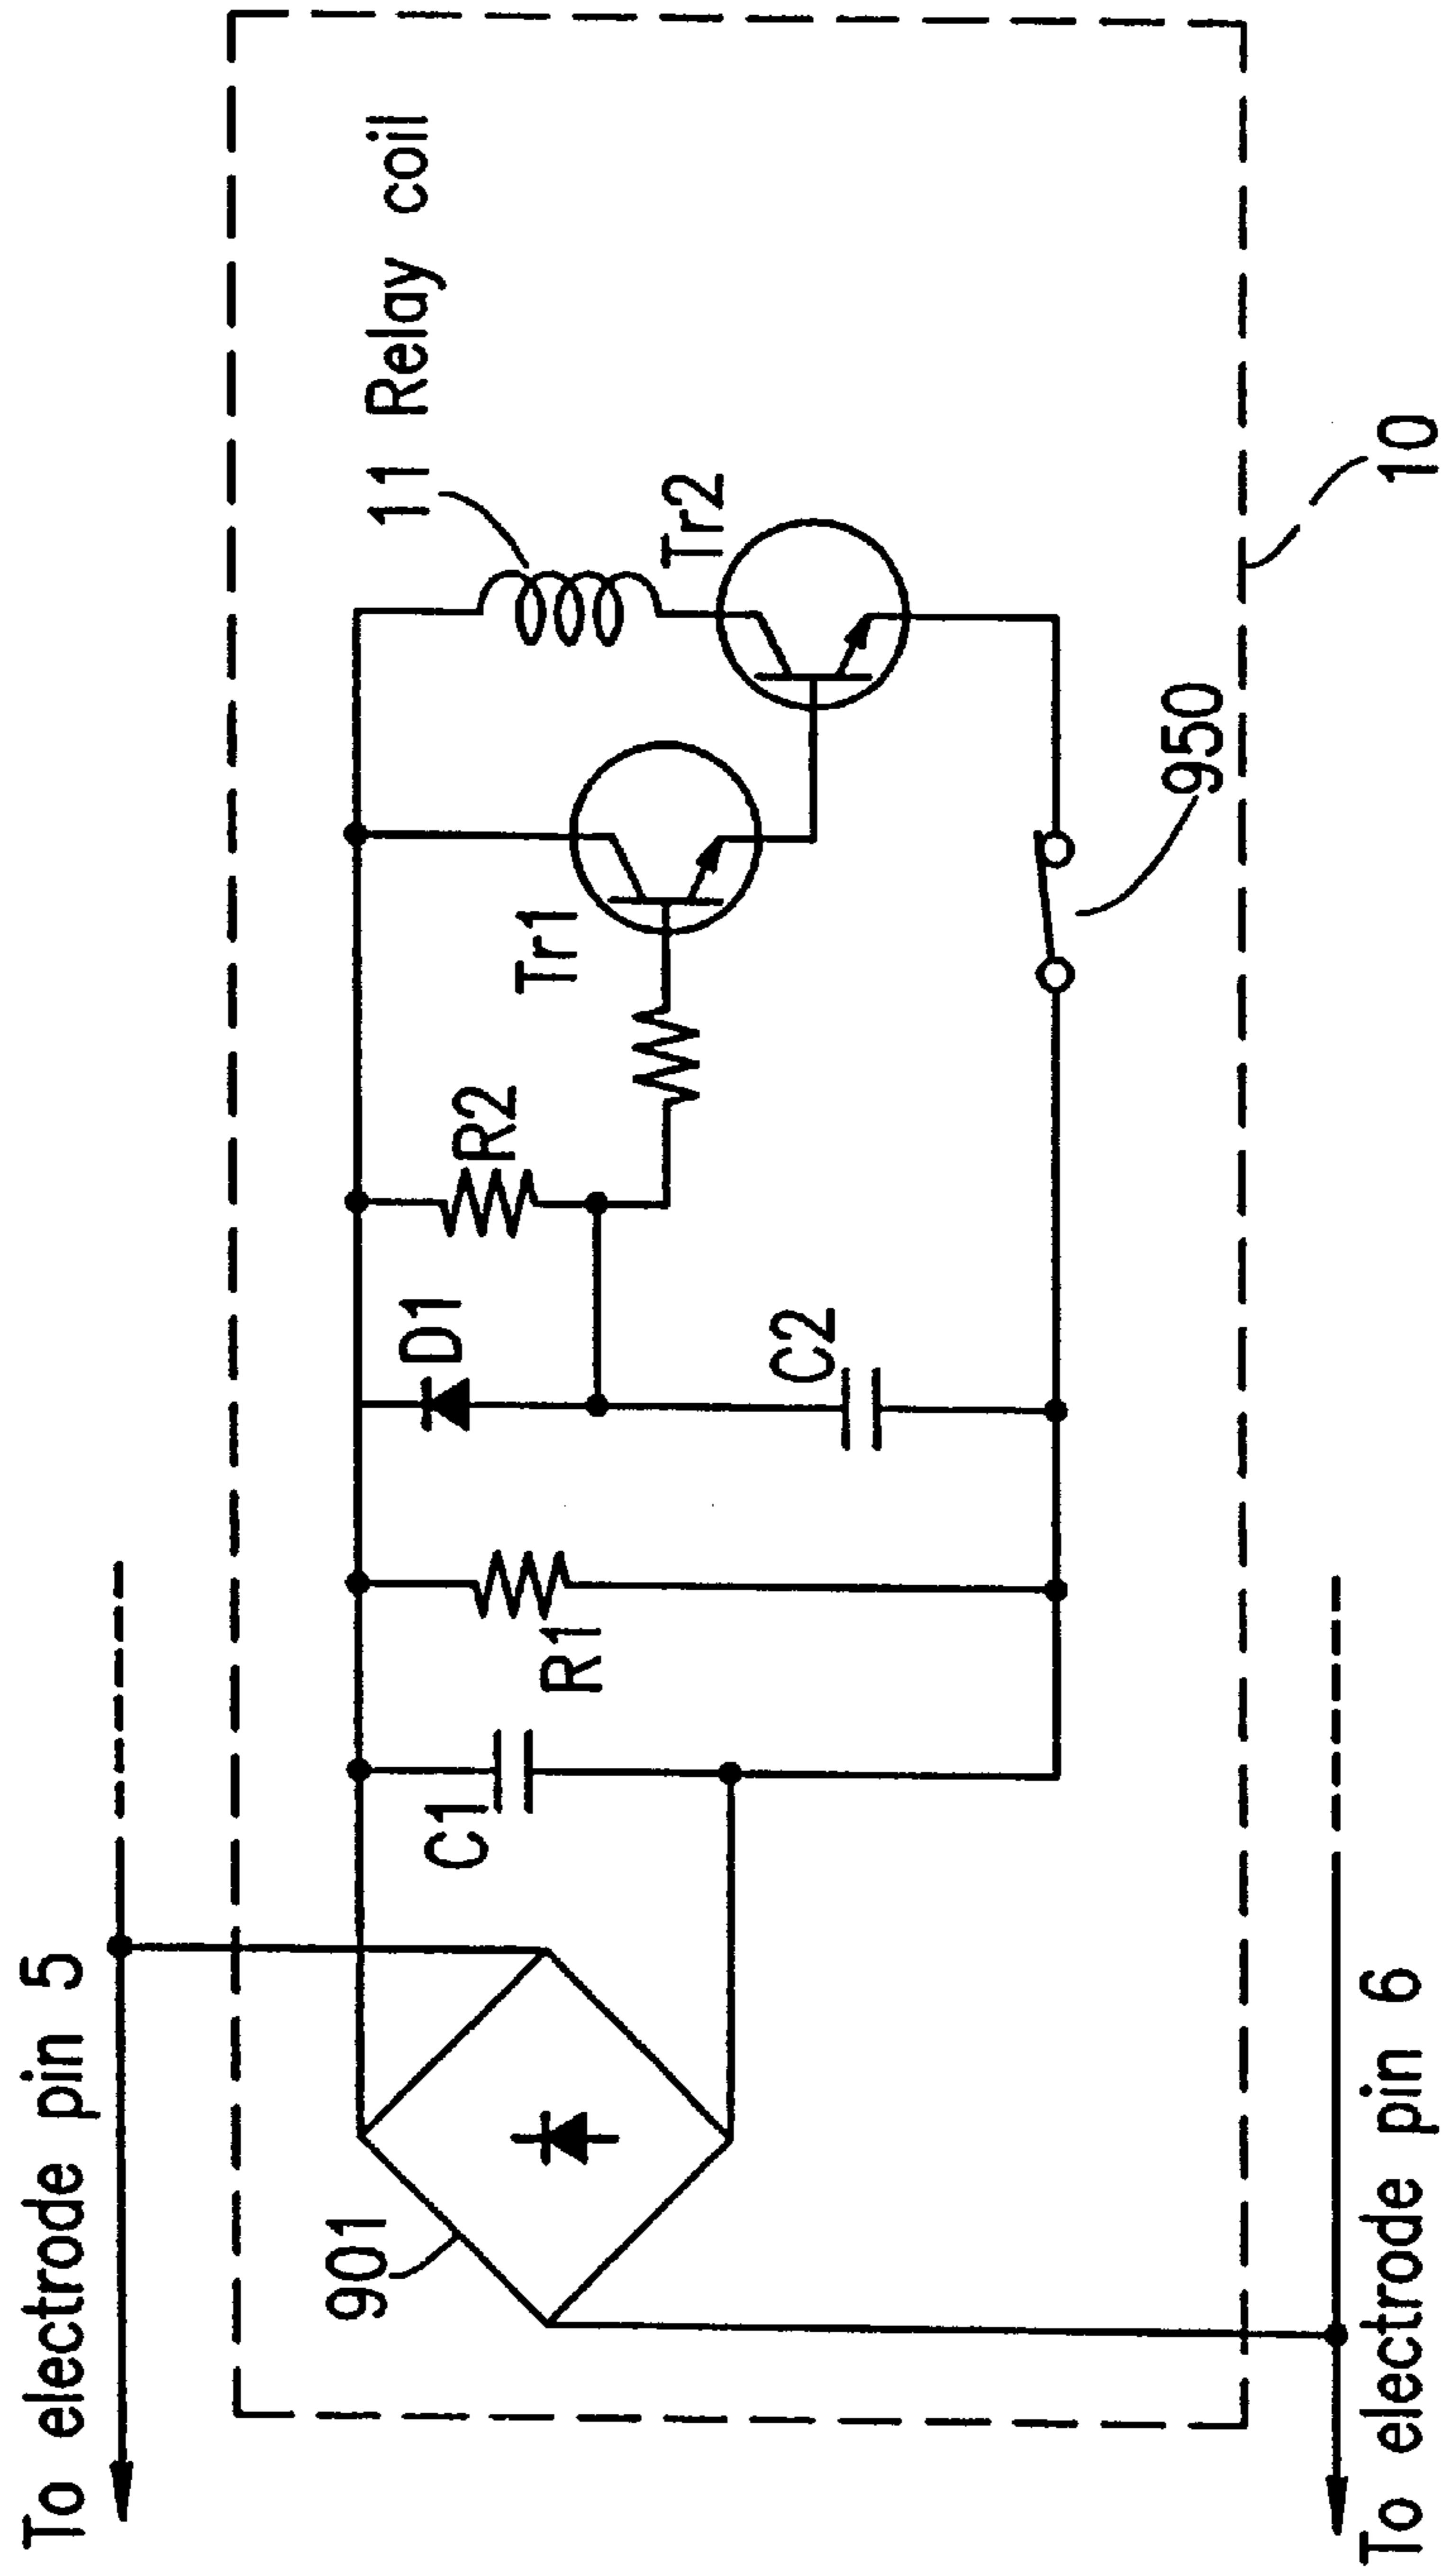 To electrode pin 5
11 Relay coil
901
C1
R1
D1
R2
Tr1
Tr2
C2
950
10
To electrode pin 6